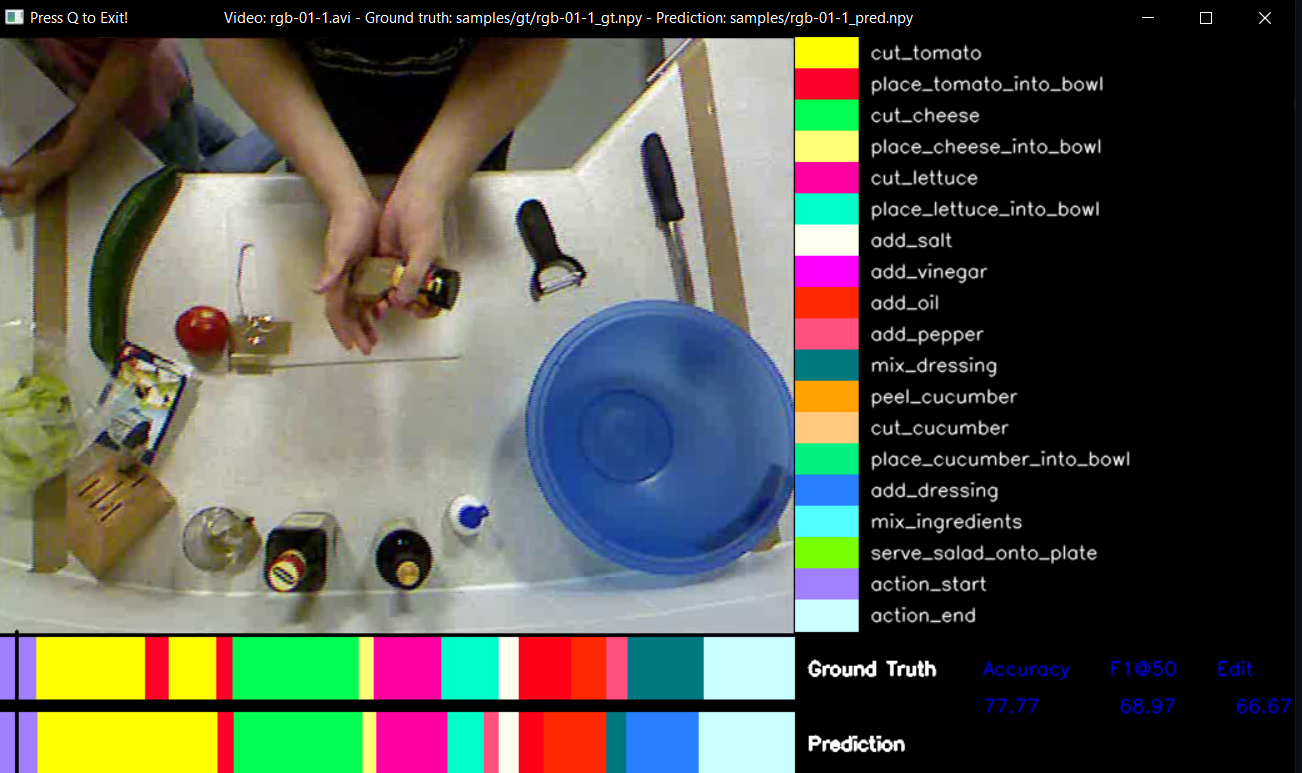 Press Q to Exit!
Video: rgb-01-1.avi - Ground truth: samples/gt/rgb-01-1_gt.npy - Prediction: samples/rgb-01-1_pred.npy
cut_tomato
place_tomato_into_bowl
cut_cheese
place_cheese_into_bowl
cut_lettuce
place_lettuce_into_bowl
add_salt
add_vinegar
add_oil
add_pepper
mix_dressing
peel_cucumber
cut_cucumber
place_cucumber_into_bowl
add_dressing
mix_ingredients
serve_salad_onto_plate
action_start
action_end
Ground Truth Accuracy F1@50 Edit
77.77 68.97 66.67
Prediction